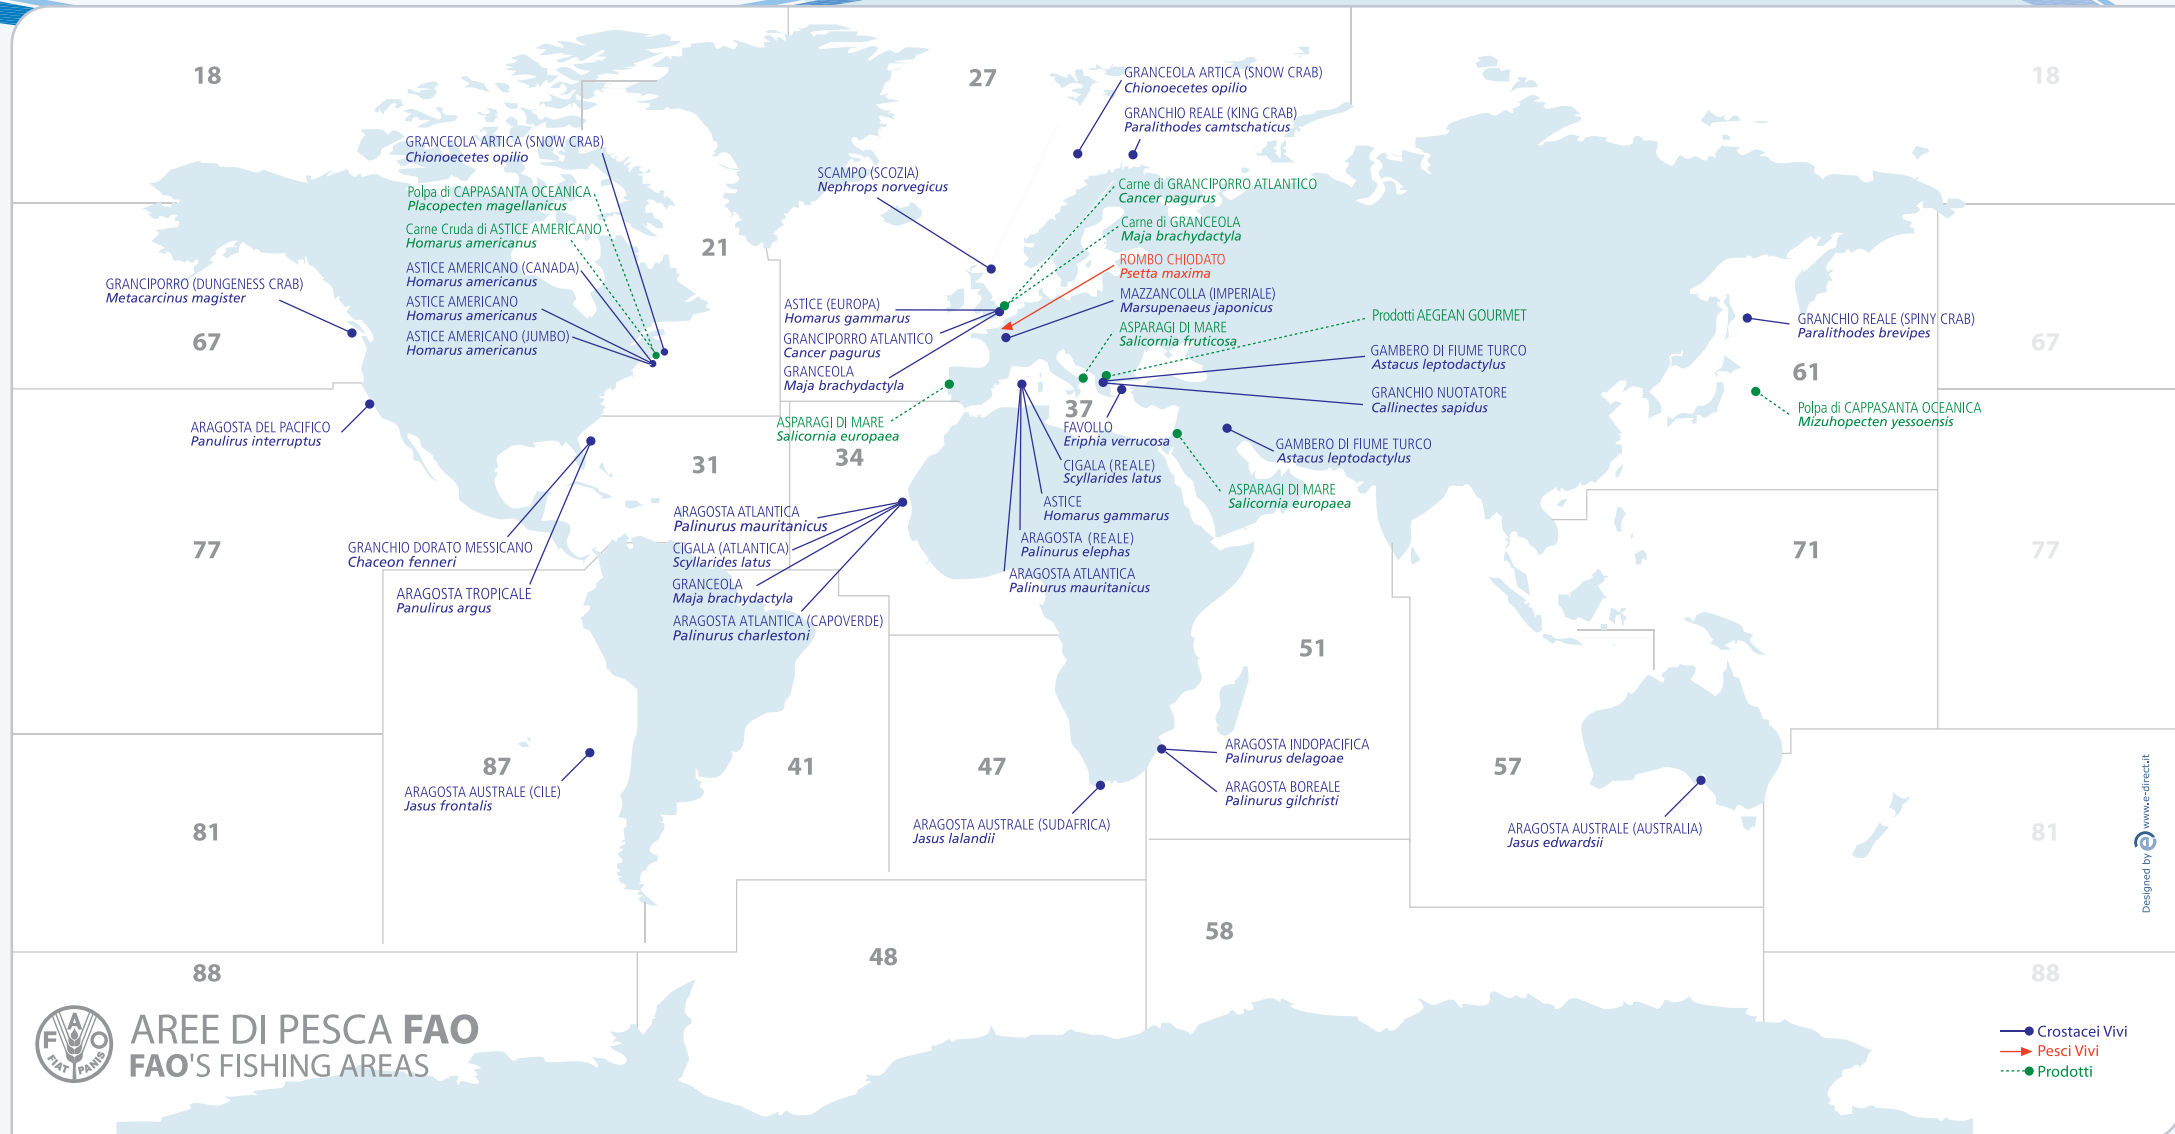 18
27
18
GRANCEOLA ARTICA (SNOW CRAB)
Chionoecetes opilio
GRANCHIO REALE (KING CRAB)
Paralithodes camtschaticus
GRANCEOLA ARTICA (SNOW CRAB)
Chionoecetes opilio
SCAMPO (SCOZIA)
Nephrops norvegicus
Polpa di CAPPASANTA OCEANICA
Placopecten magellanicus
Carne di GRANCIPORRO ATLANTICO
Cancer pagurus
Carne Cruda di ASTICE AMERICANO
Homarus americanus
Carne di GRANCEOLA
Maja brachydactyla
21
ROMBO CHIODATO
Psetta maxima
ASTICE AMERICANO (CANADA)
Homarus americanus
GRANCIPORRO (DUNGENESS CRAB)
Metacarcinus magister
ASTICE AMERICANO
Homarus americanus
ASTICE AMERICANO (JUMBO)
Homarus americanus
ASTICE (EUROPA)
Homarus gammarus
GRANCIPORRO ATLANTICO
Cancer pagurus
GRANCEOLA
Maja brachydactyla
MAZZANCOLLA (IMPERIALE)
Marsupenaeus japonicus
ASPARAGI DI MARE
Salicornia fruticosa
Prodotti AEGEAN GOURMET
GRANCHIO REALE (SPINY CRAB)
Paralithodes brevipes
67
67
GAMBERO DI FIUME TURCO
Astacus leptodactylus
61
GRANCHIO NUOTATORE
Callinectes sapidus
Polpa di CAPPASANTA OCEANICA
Mizuhopecten yessoensis
37
FAVOLLO
Eriphia verrucosa
ARAGOSTA DEL PACIFICO
Panulirus interruptus
ASPARAGI DI MARE
Salicornia europaea
GAMBERO DI FIUME TURCO
Astacus leptodactylus
31
34
CIGALA (REALE)
Scyllarides latus
ASPARAGI DI MARE
Salicornia europaea
ASTICE
Homarus gammarus
ARAGOSTA ATLANTICA
Palinurus mauritanicus
ARAGOSTA (REALE)
Palinurus elephas
77
GRANCHIO DORATO MESSICANO
Chaceon fenneri
CIGALA (ATLANTICA)
Scyllarides latus
71
77
ARAGOSTA ATLANTICA
Palinurus mauritanicus
GRANCEOLA
Maja brachydactyla
ARAGOSTA TROPICALE
Panulirus argus
ARAGOSTA ATLANTICA (CAPOVERDE)
Palinurus charlestoni
51
87
41
47
57
ARAGOSTA INDOPACIFICA
Palinurus delagoae
ARAGOSTA AUSTRALE (CILE)
Jasus frontalis
ARAGOSTA BOREALE
Palinurus gilchristi
81
ARAGOSTA AUSTRALE (SUDAFRICA)
Jasus lalandii
ARAGOSTA AUSTRALE (AUSTRALIA)
Jasus edwardsii
81
Designed by e www.e-direct.it
58
48
88
88
FAO
FIAT PANIS
AREE DI PESCA FAO
FAO'S FISHING AREAS
Crostacei Vivi
Pesci Vivi
Prodotti